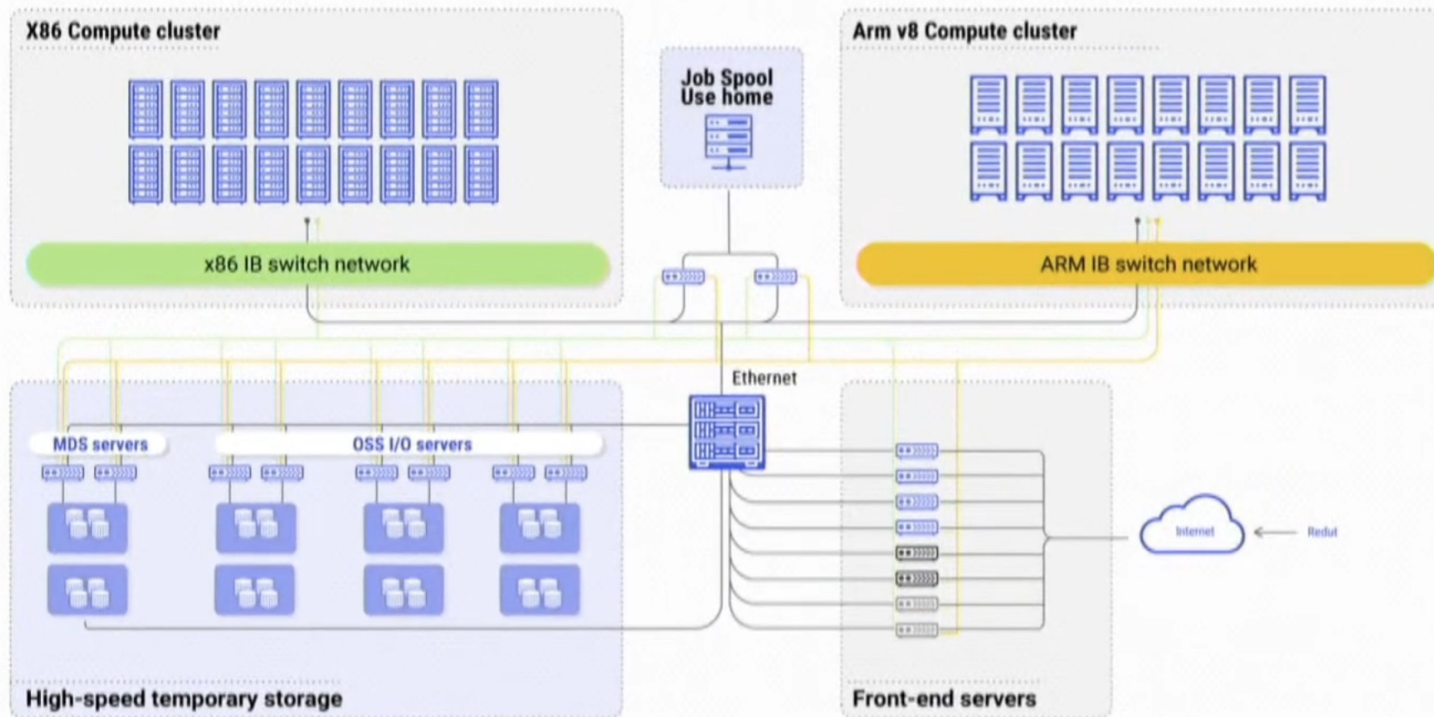 X86 Compute cluster
Arm v8 Compute cluster
Job Spool
Use home
x86 IB switch network
ARM IB switch network
Ethernet
MDS servers
OSS I/O servers
Internet
Redut
High-speed temporary storage
Front-end servers